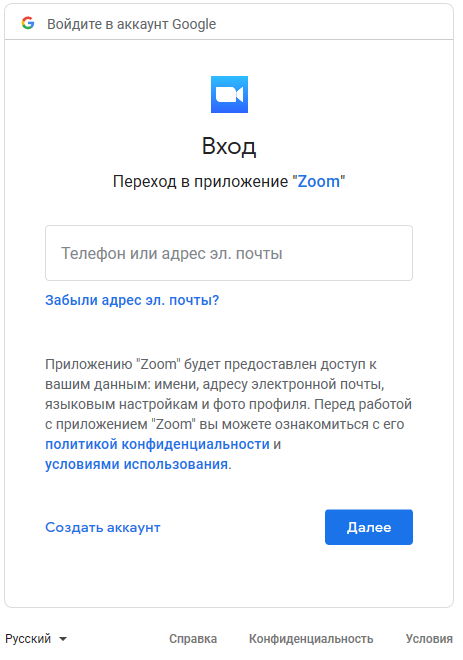 Войдите в аккаунт Google
Вход
Переход в приложение "Zoom"
Телефон или адрес эл. почты
Забыли адрес эл. почты?
Приложению "Zoom" будет предоставлен доступ к
вашим данным: имени, адресу электронной почты,
языковым настройкам и фото профиля. Перед работой
с приложением "Zoom" вы можете ознакомиться с его
политикой конфиденциальности и
условиями использования.
Создать аккаунт
Далее
Русский
Справка
Конфиденциальность
Условия